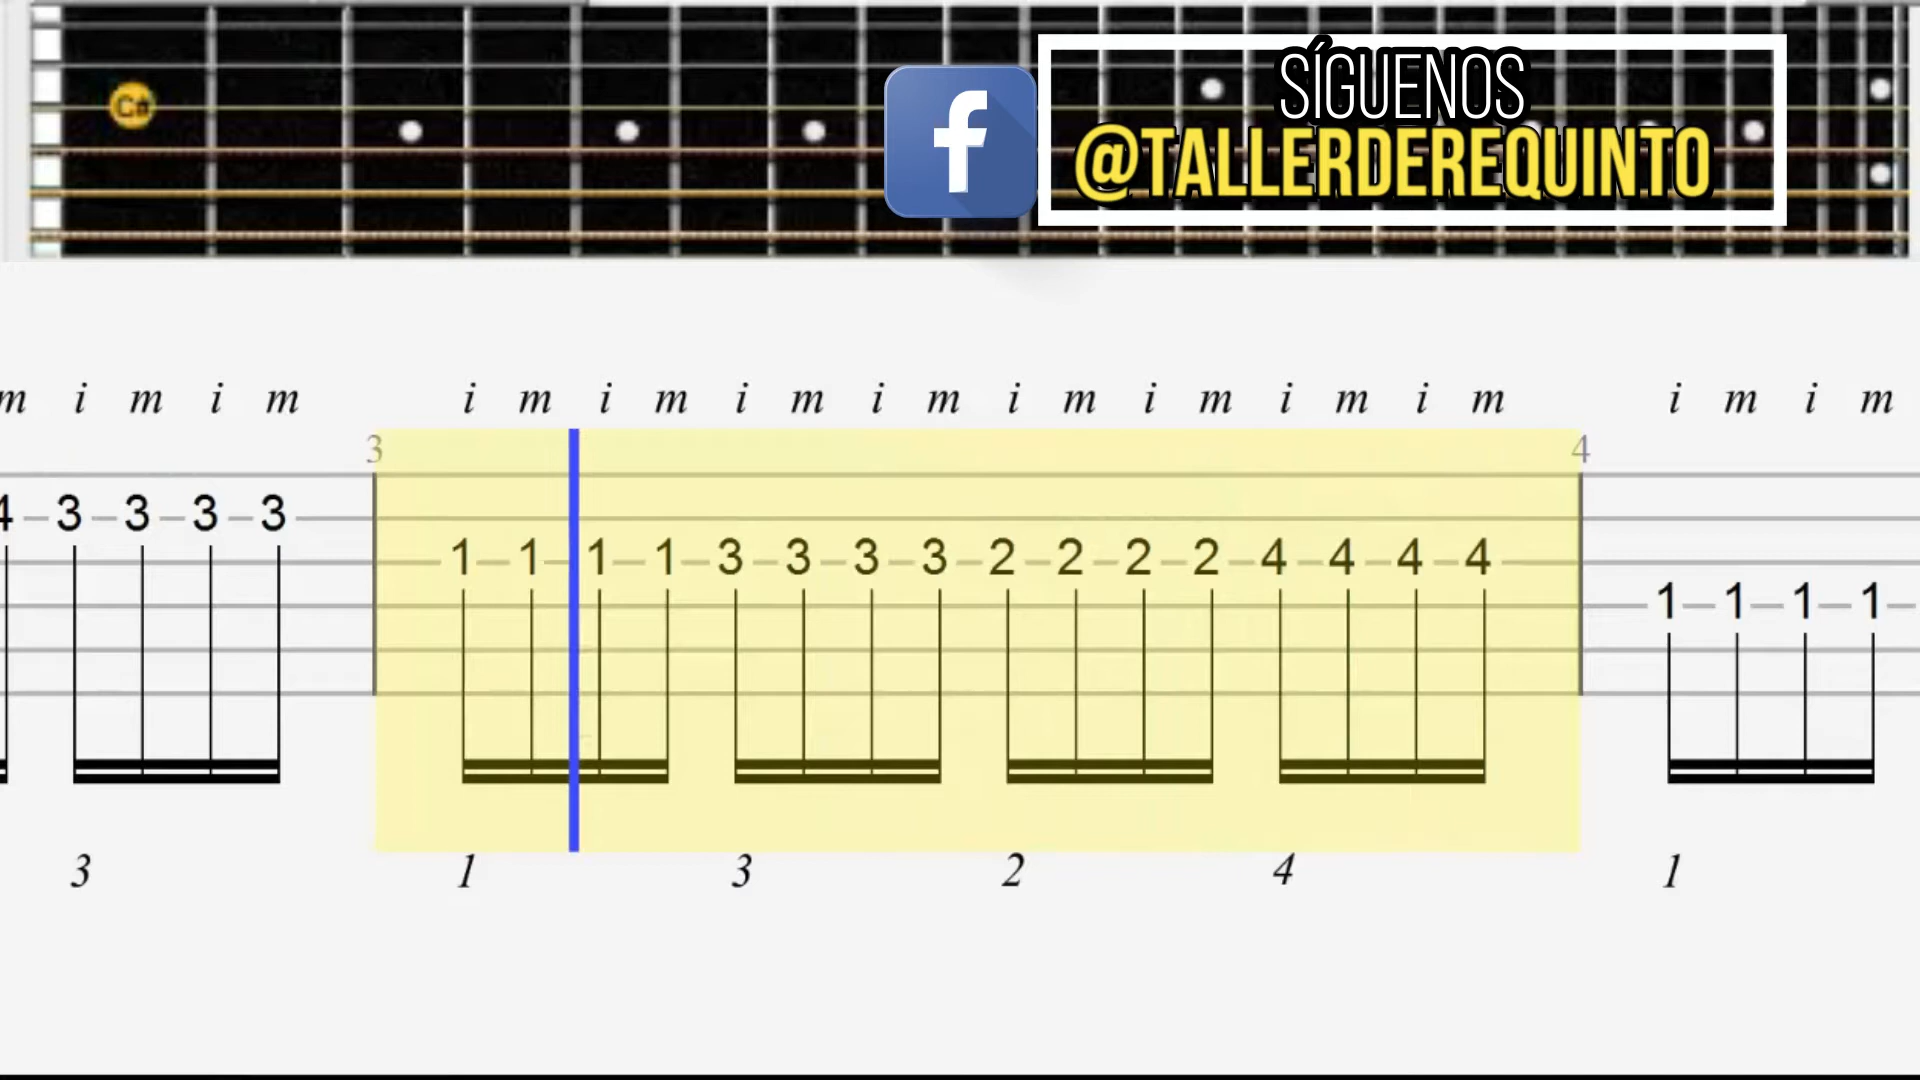 SÍGUENOS
@TALLERDEREQUINTO
C#
m i m i m i m i m i m i m i m i m i m i m i m i m i m
3 4
4 3 3 3 3 1 1 1 1 3 3 3 3 2 2 2 2 4 4 4 4 1 1 1 1
3 1 3 2 4 1